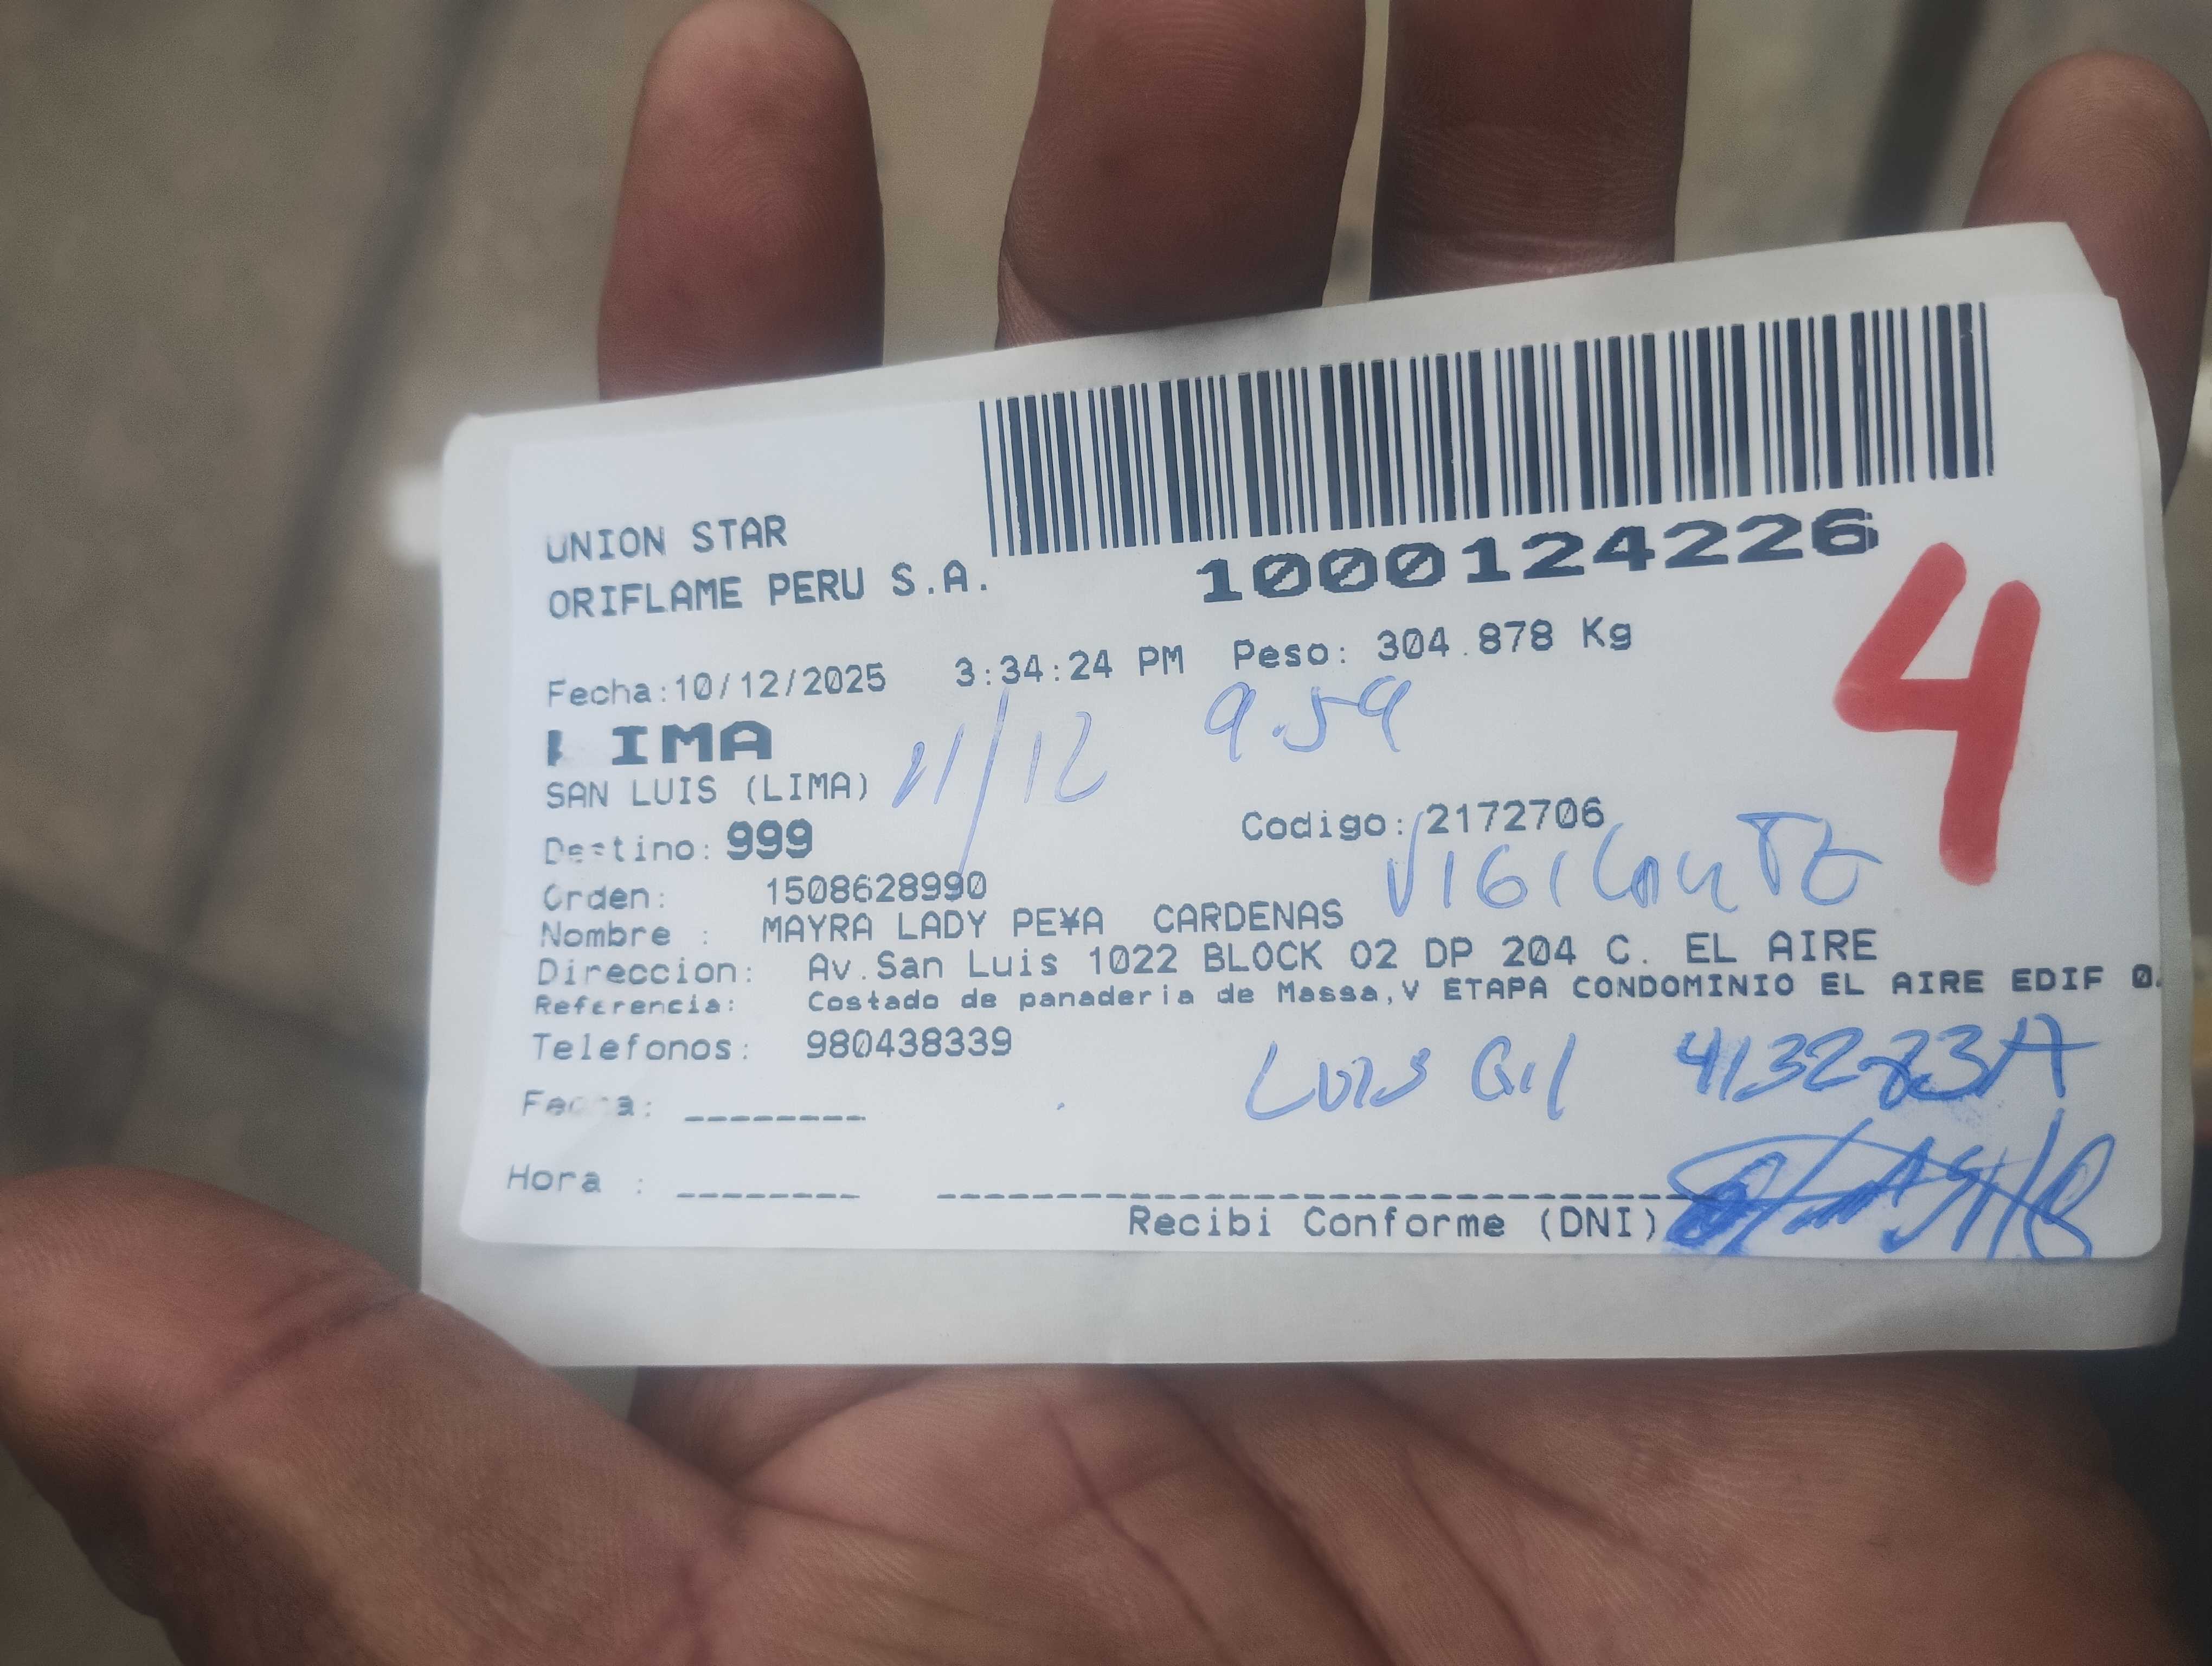 UNION STAR
ORIFLAME PERU S.A.
1000124226
4
Fecha:10/12/2025 3:34:24 PM Peso: 304.878 Kg
LIMA
11/12 9.59
SAN LUIS (LIMA)
Destino: 999 Codigo: 2172706
VIGILANTE
Orden: 1508628990
Nombre : MAYRA LADY PE¥A CARDENAS
Direccion: Av.San Luis 1022 BLOCK 02 DP 204 C. EL AIRE
Referencia: Costado de panaderia de Massa,V ETAPA CONDOMINIO EL AIRE EDIF 0
Telefonos: 980438339
Luis Gil
Fecha:
Hora :
Recibi Conforme (DNI)